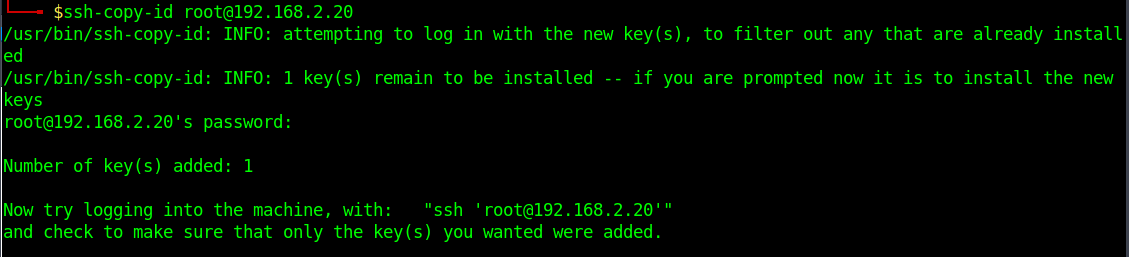 $ssh-copy-id root@192.168.2.20
/usr/bin/ssh-copy-id: INFO: attempting to log in with the new key(s), to filter out any that are already install
ed
/usr/bin/ssh-copy-id: INFO: 1 key(s) remain to be installed -- if you are prompted now it is to install the new
keys
root@192.168.2.20's password:
Number of key(s) added: 1
Now try logging into the machine, with:   "ssh 'root@192.168.2.20'"
and check to make sure that only the key(s) you wanted were added.